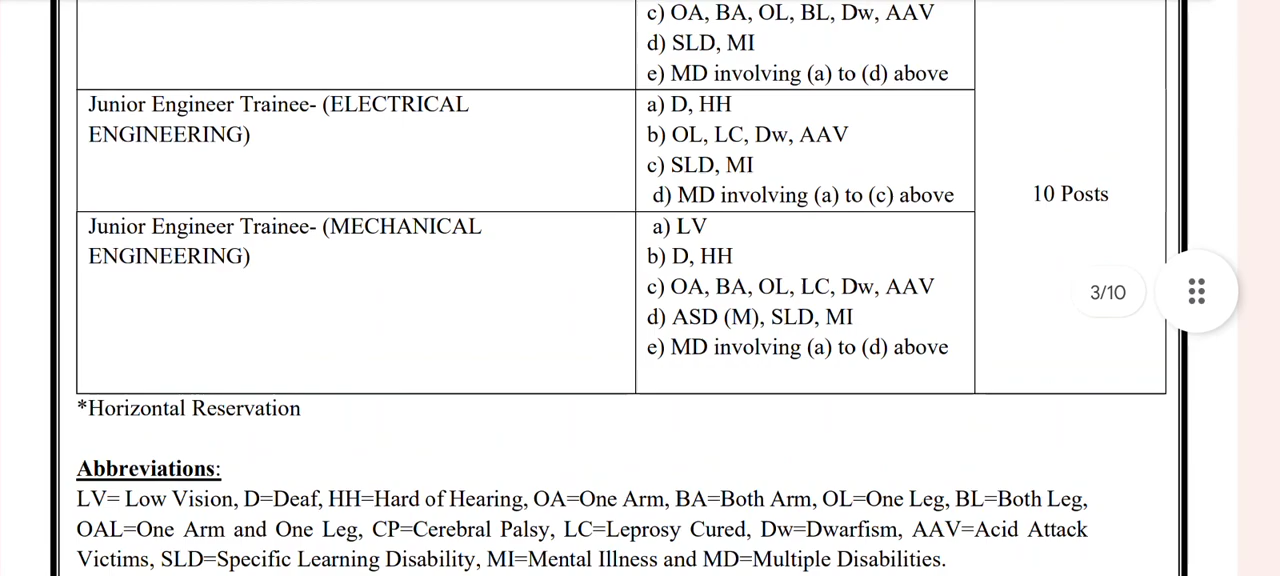 c) OA, BA, OL, BL, Dw, AAV
d) SLD, MI
e) MD involving (a) to (d) above
Junior Engineer Trainee- (ELECTRICAL
ENGINEERING)
a) D, HH
b) OL, LC, Dw, AAV
c) SLD, MI
d) MD involving (a) to (c) above
10 Posts
Junior Engineer Trainee- (MECHANICAL
ENGINEERING)
a) LV
b) D, HH
c) OA, BA, OL, LC, Dw, AAV
d) ASD (M), SLD, MI
e) MD involving (a) to (d) above
3/10
*Horizontal Reservation
Abbreviations:
LV= Low Vision, D=Deaf, HH=Hard of Hearing, OA=One Arm, BA=Both Arm, OL=One Leg, BL=Both Leg,
OAL=One Arm and One Leg, CP=Cerebral Palsy, LC=Leprosy Cured, Dw=Dwarfism, AAV=Acid Attack
Victims, SLD=Specific Learning Disability, MI=Mental Illness and MD=Multiple Disabilities.